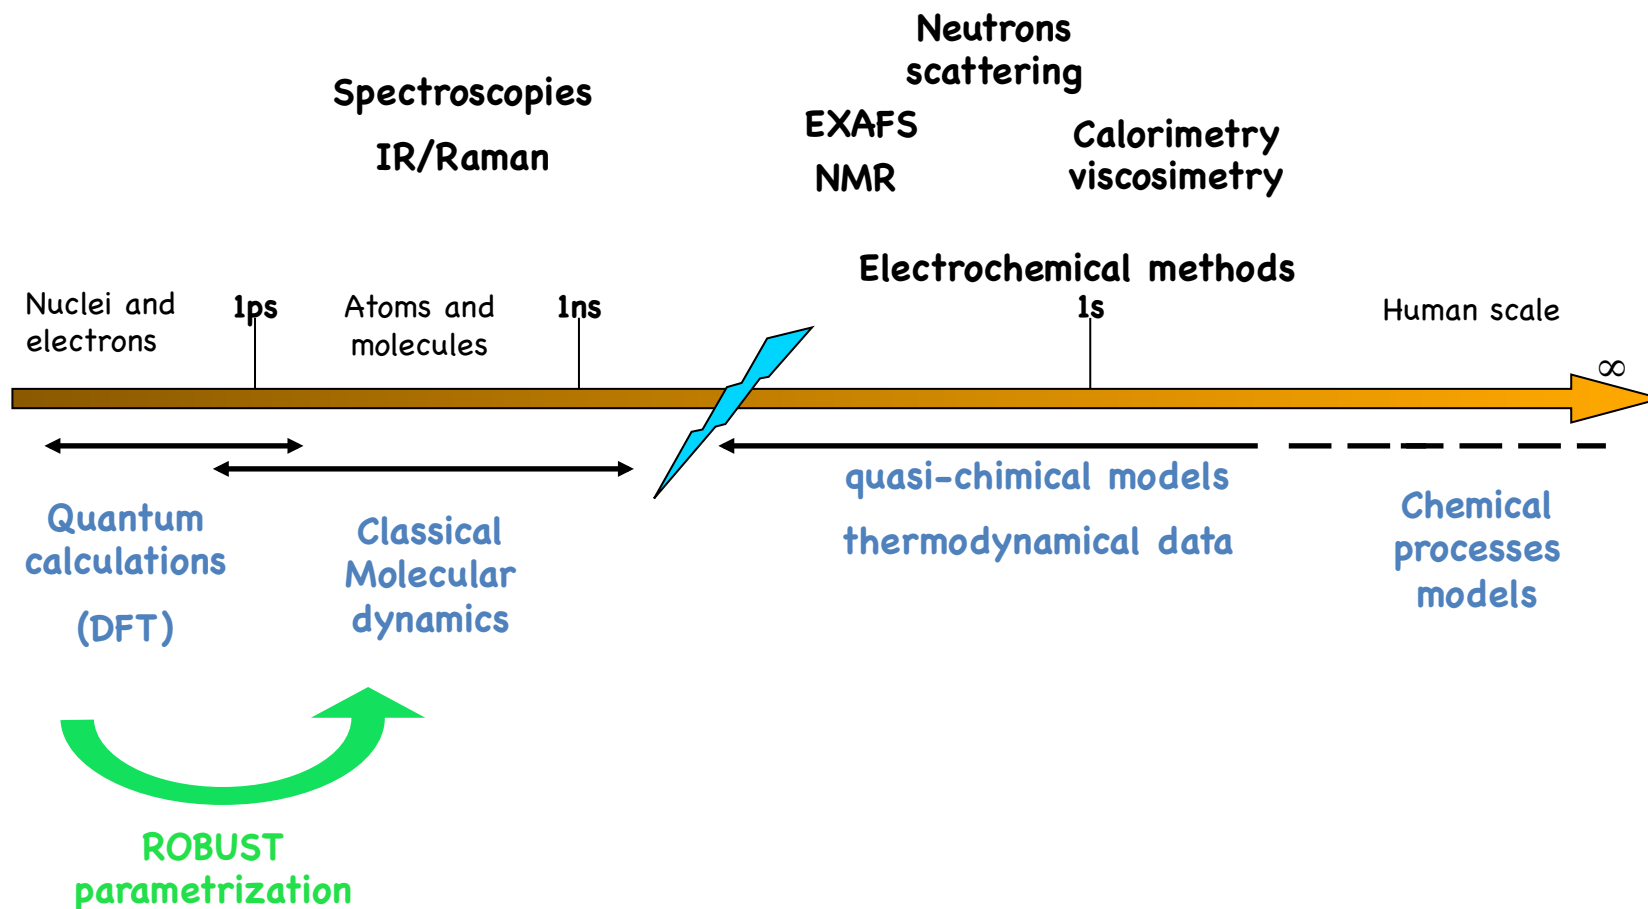 Neutrons
scattering
Spectroscopies
IR/Raman
EXAFS
NMR
Calorimetry
viscosimetry
Electrochemical methods
Nuclei and
electrons
1ps
Atoms and
molecules
1ns
1s
Human scale
∞
Quantum
calculations
(DFT)
Classical
Molecular
dynamics
quasi-chimical models
thermodynamical data
Chemical
processes
models
ROBUST
parametrization